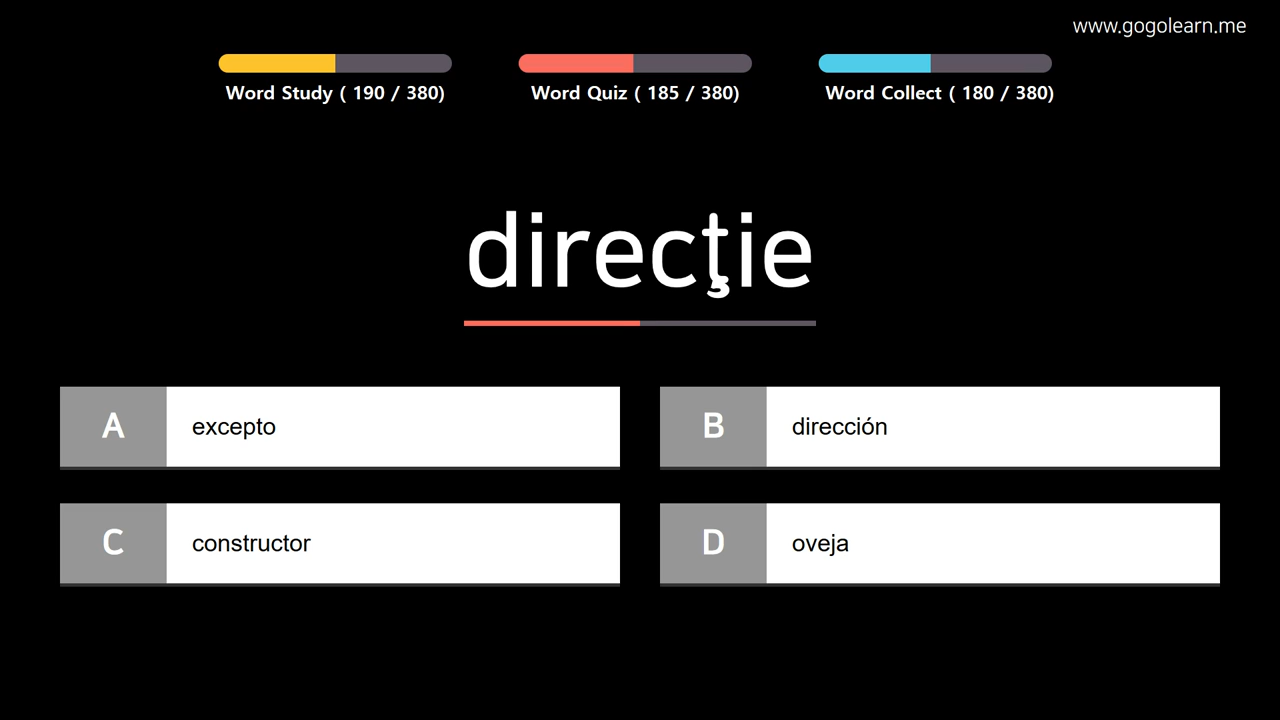 www.gogolearn.me
Word Study ( 190 / 380)
Word Quiz ( 185 / 380)
Word Collect ( 180 / 380)
direcţie
A excepto
B dirección
C constructor
D oveja